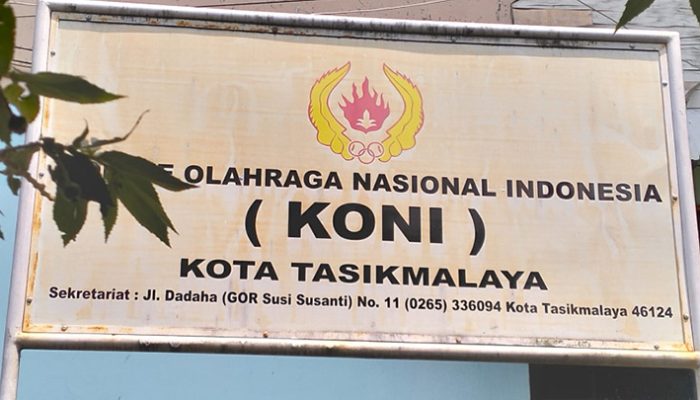 OLAHRAGA NASIONAL INDONESIA
( KONI )
KOTA TASIKMALAYA
Sekretariat : Jl. Dadaha (GOR Susi Susanti) No. 11 (0265) 336094 Kota Tasikmalaya 46124